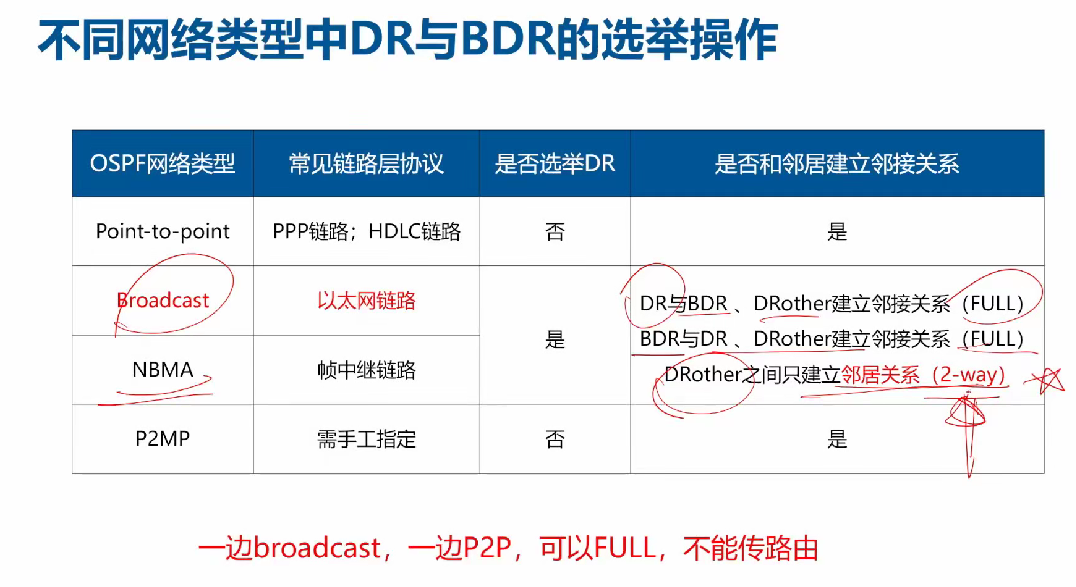 不同网络类型中DR与BDR的选举操作
OSPF网络类型 常见链路层协议 是否选举DR 是否和邻居建立邻接关系
Point-to-point PPP链路；HDLC链路 否 是
Broadcast 以太网链路
NBMA 帧中继链路
是
DR与BDR 、DRother建立邻接关系（FULL）
BDR与DR 、DRother建立邻接关系（FULL）
DRother之间只建立邻居关系（2-way）
P2MP 需手工指定 否 是
一边broadcast，一边P2P，可以FULL，不能传路由